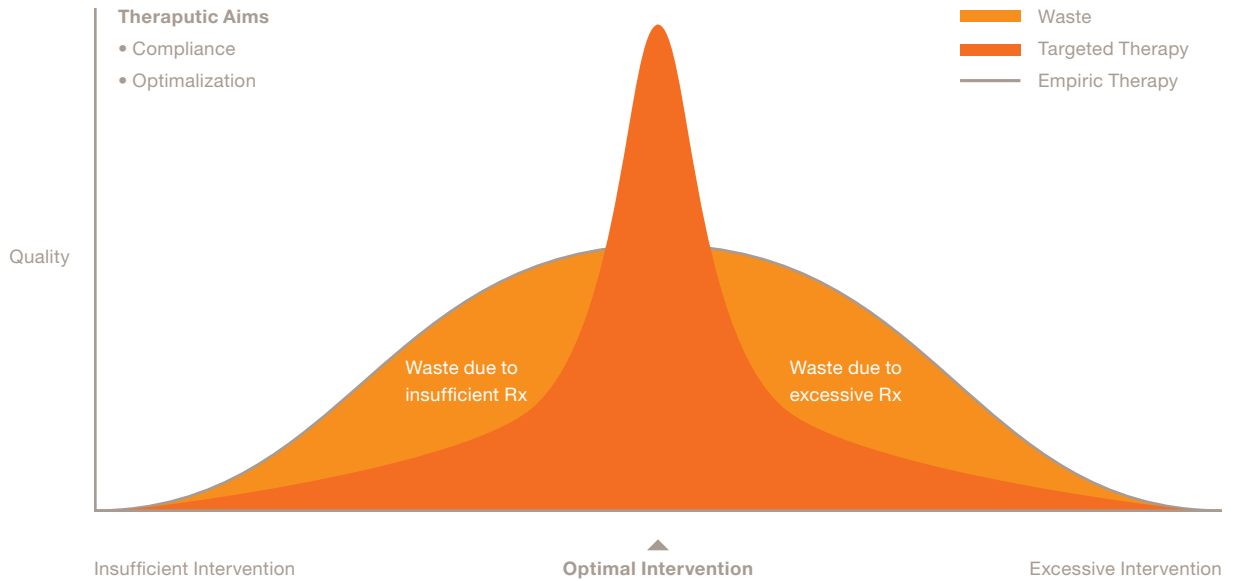 Theraputic Aims
• Compliance
• Optimalization
Waste
Targeted Therapy
Empiric Therapy
Quality
Waste due to
insufficient Rx
Waste due to
excessive Rx
Insufficient Intervention
Optimal Intervention
Excessive Intervention